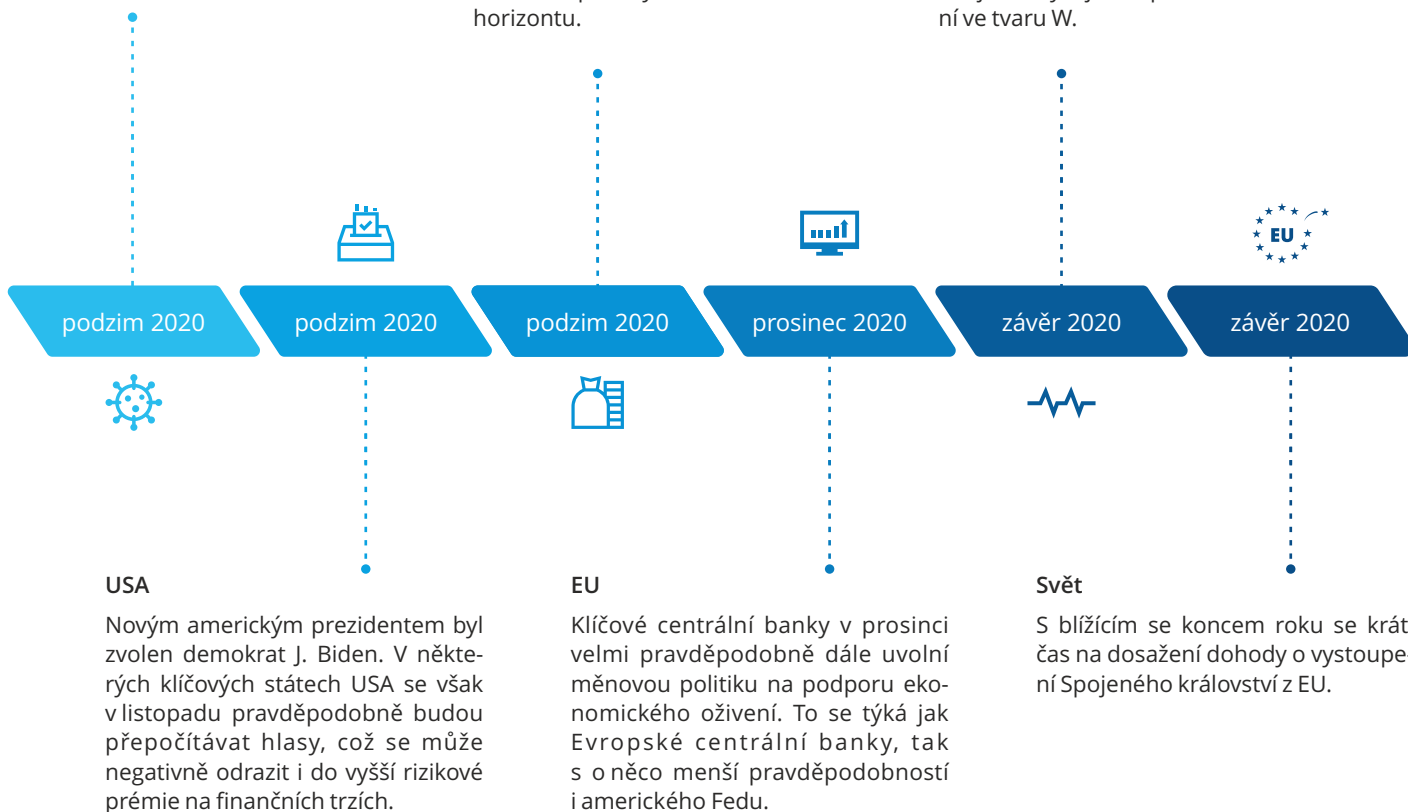 horizontu.
ní ve tvaru W.
EU
podzim 2020
podzim 2020
podzim 2020
prosinec 2020
závěr 2020
závěr 2020
USA
Novým americkým prezidentem byl
zvolen demokrat J. Biden. V někte-
rých klíčových státech USA se však
v listopadu pravděpodobně budou
přepočítávat hlasy, což se může
negativně odrazit i do vyšší rizikové
prémie na finančních trzích.
EU
Klíčové centrální banky v prosinci
velmi pravděpodobně dále uvolní
měnovou politiku na podporu eko-
nomického oživení. To se týká jak
Evropské centrální banky, tak
s o něco menší pravděpodobností
i amerického Fedu.
Svět
S blížícím se koncem roku se krát
čas na dosažení dohody o vystoupe-
ní Spojeného království z EU.